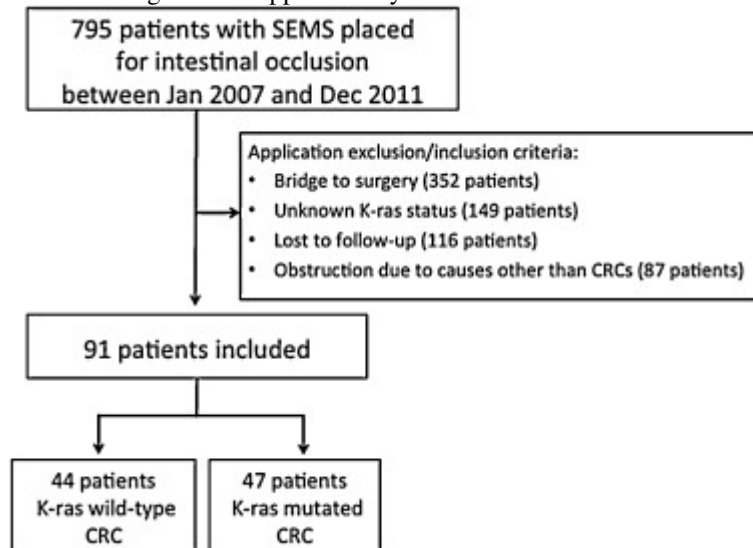 795 patients with SEMS placed
for intestinal occlusion
between Jan 2007 and Dec 2011
Application exclusion/inclusion criteria:
• Bridge to surgery (352 patients)
• Unknown K-ras status (149 patients)
• Lost to follow-up (116 patients)
• Obstruction due to causes other than CRCs (87 patients)
91 patients included
44 patients
K-ras wild-type
CRC
47 patients
K-ras mutated
CRC